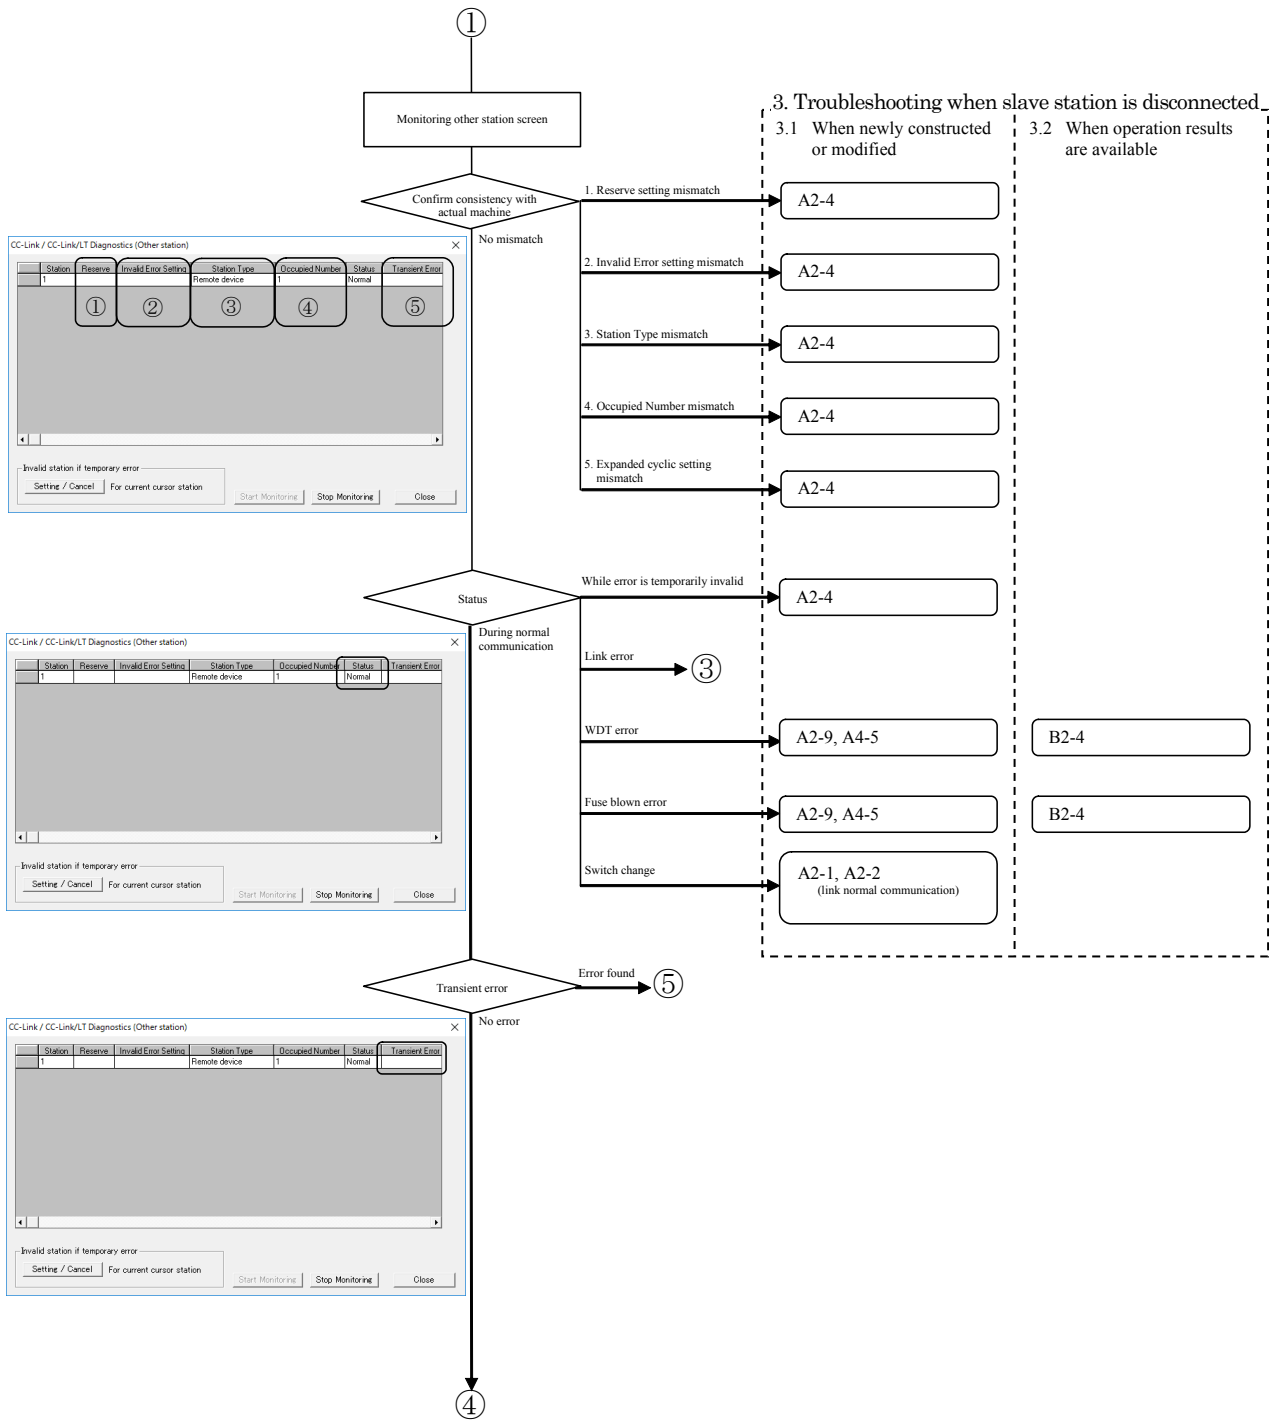 ①
Monitoring other station screen
3. Troubleshooting when slave station is disconnected
3.1 When newly constructed
or modified
3.2 When operation results
are available
Confirm consistency with
actual machine
No mismatch
1. Reserve setting mismatch
A2-4
2. Invalid Error setting mismatch
A2-4
3. Station Type mismatch
A2-4
4. Occupied Number mismatch
A2-4
5. Expanded cyclic setting
mismatch
A2-4
CC-Link / CC-Link/LT Diagnostics (Other station)
Station Reserve Invalid Error Setting Station Type Occupied Number Status Transient Error
1 Remote device 1 Normal
① ② ③ ④ ⑤
Invalid station if temporary error
Setting / Cancel For current cursor station
Start Monitoring Stop Monitoring Close
Status
During normal
communication
While error is temporarily invalid
A2-4
Link error
③
WDT error
A2-9, A4-5
B2-4
Fuse blown error
A2-9, A4-5
B2-4
Switch change
A2-1, A2-2
(link normal communication)
CC-Link / CC-Link/LT Diagnostics (Other station)
Station Reserve Invalid Error Setting Station Type Occupied Number Status Transient Error
1 Remote device 1 Normal
Invalid station if temporary error
Setting / Cancel For current cursor station
Start Monitoring Stop Monitoring Close
Transient error
Error found
⑤
No error
CC-Link / CC-Link/LT Diagnostics (Other station)
Station Reserve Invalid Error Setting Station Type Occupied Number Status Transient Error
1 Remote device 1 Normal
Invalid station if temporary error
Setting / Cancel For current cursor station
Start Monitoring Stop Monitoring Close
④